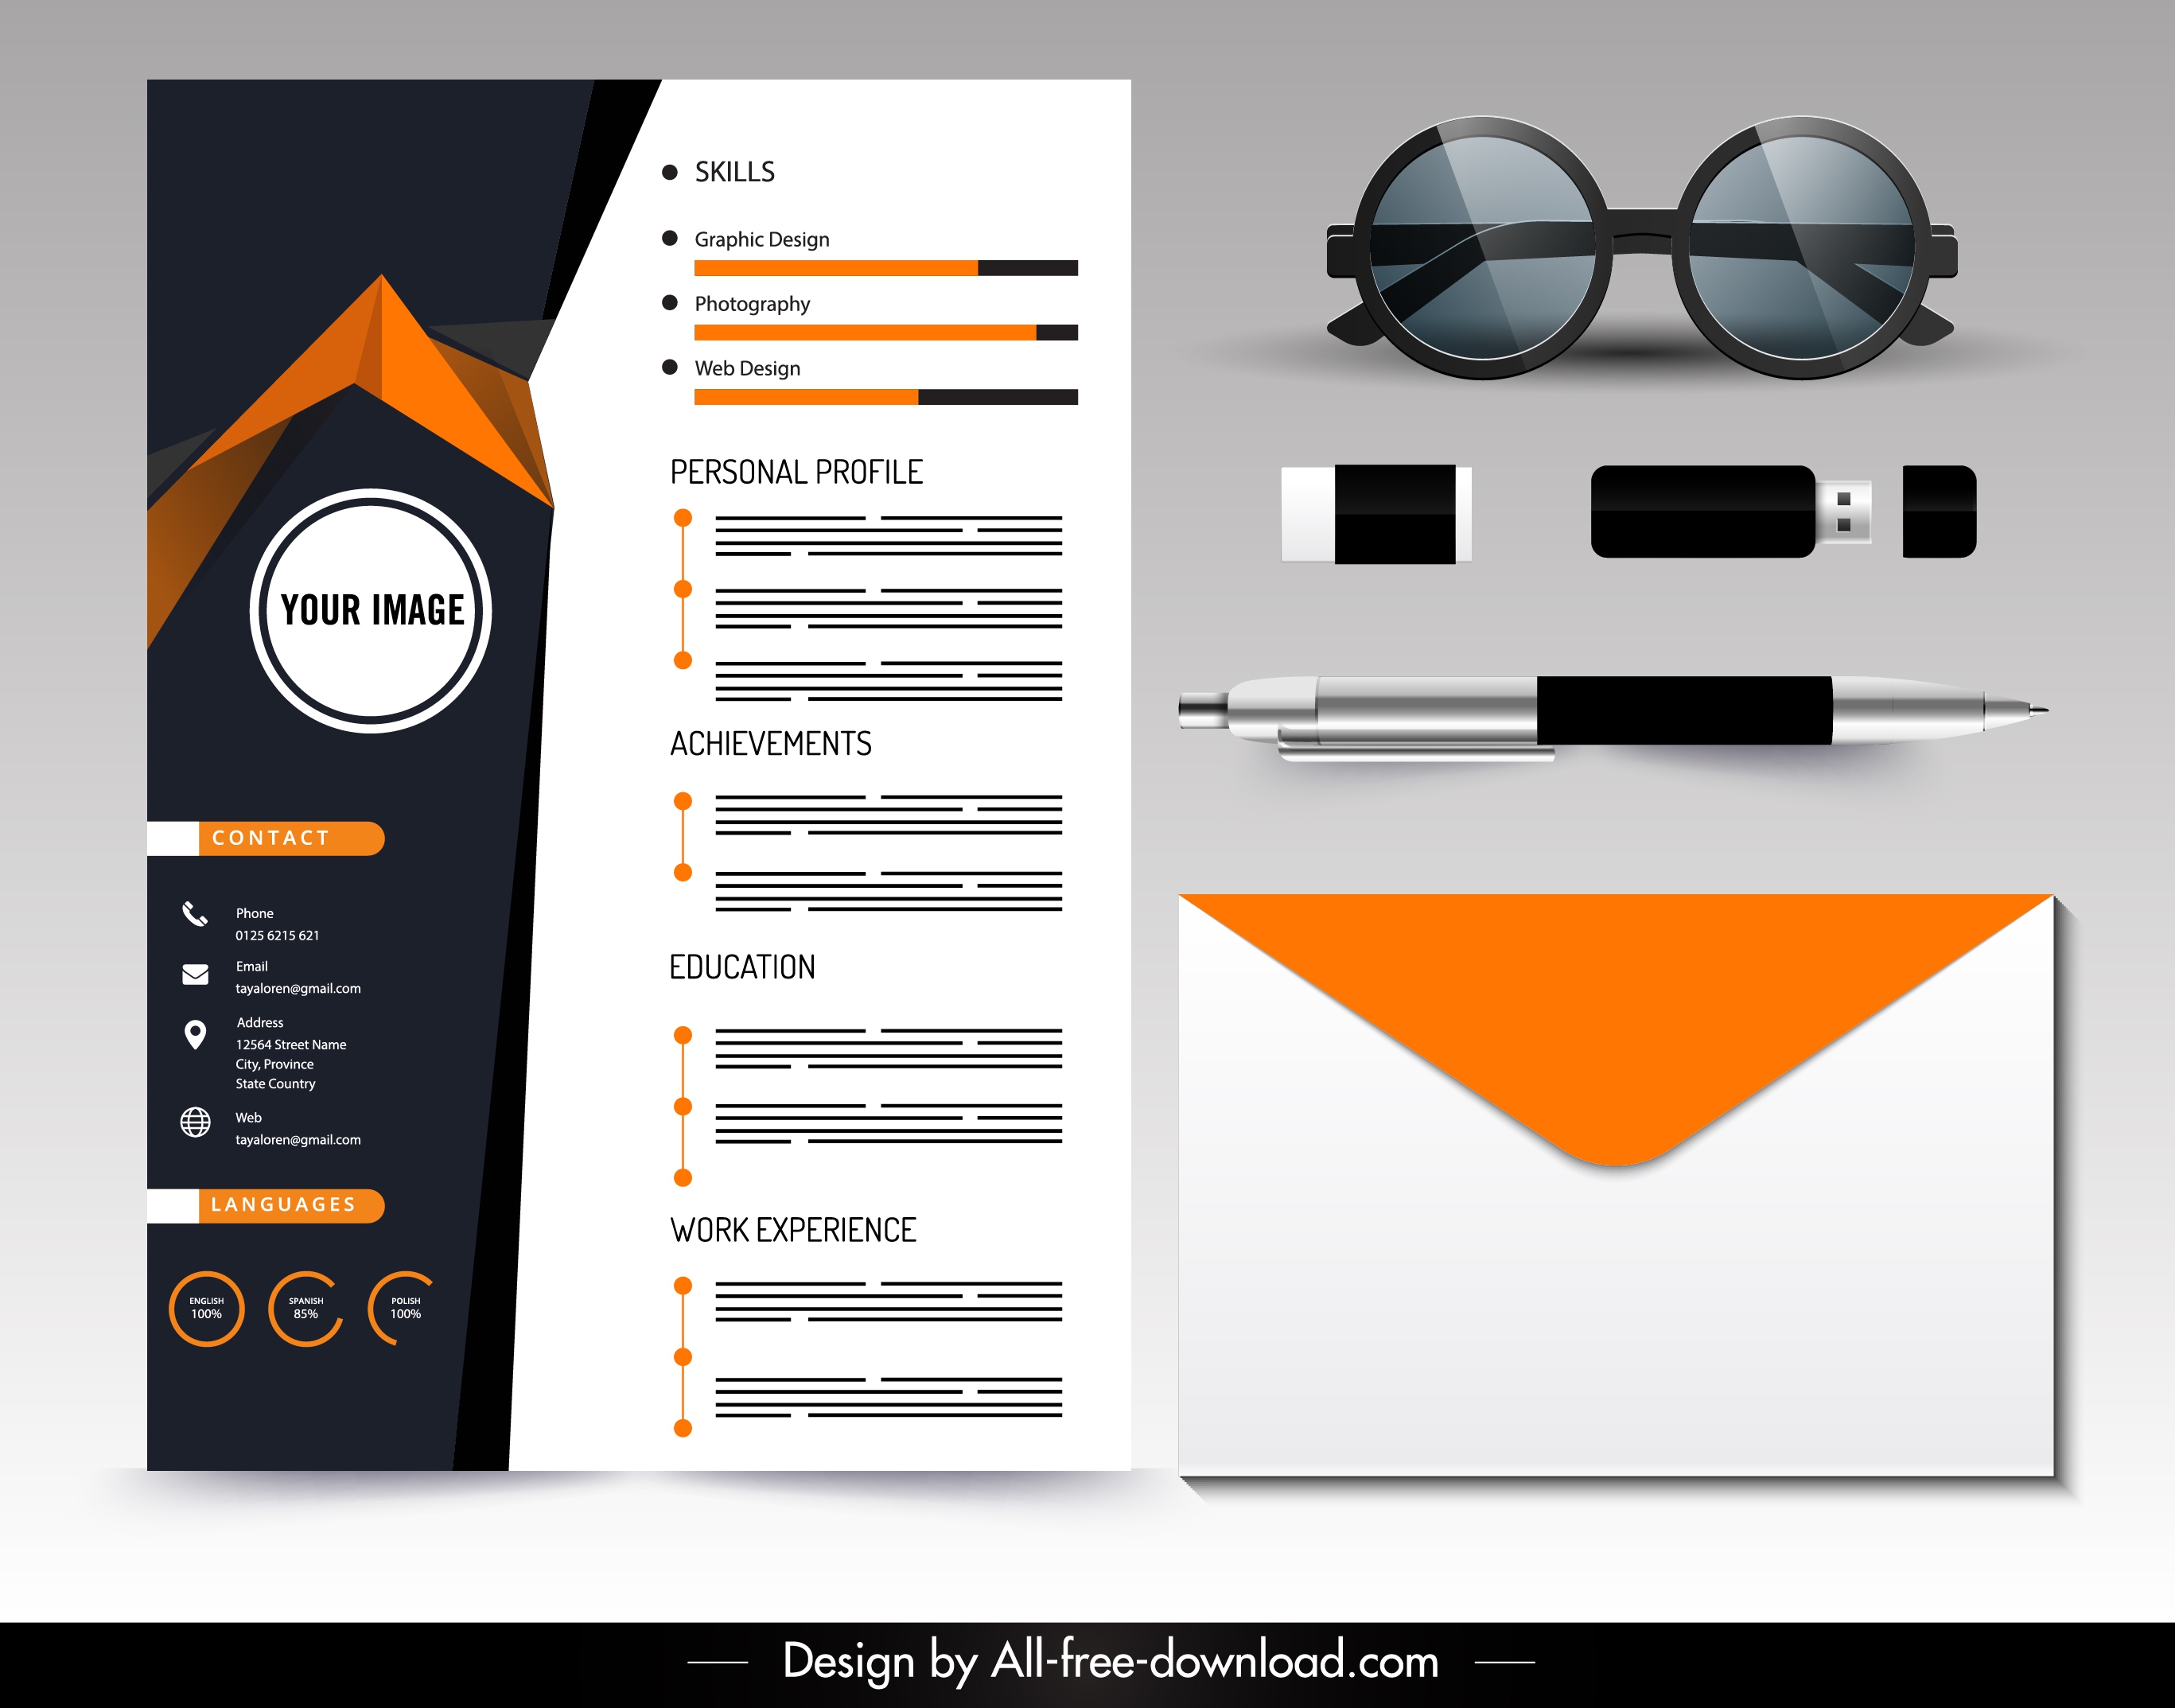 YOUR IMAGE
CONTACT
Phone
0125 6215 621
Email
tayaloren@gmail.com
Address
12564 Street Name
City, Province
State Country
Web
tayaloren@gmail.com
LANGUAGES
ENGLISH
100%
SPANISH
85%
POLISH
100%
SKILLS
Graphic Design
Photography
Web Design
PERSONAL PROFILE
ACHIEVEMENTS
EDUCATION
WORK EXPERIENCE
Design by All-free-download.com